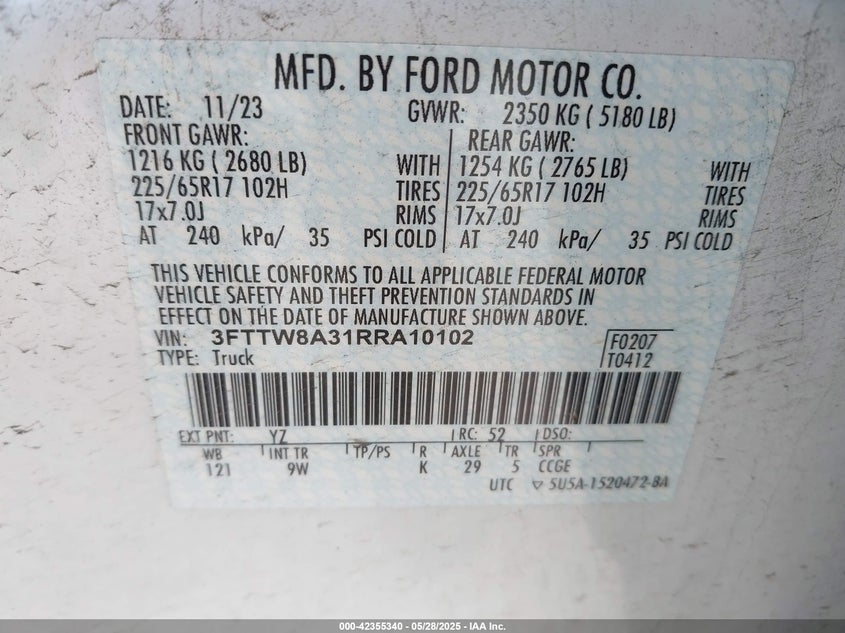 MFD. BY FORD MOTOR CO.
DATE: 11/23 GVWR: 2350 KG ( 5180 LB)
FRONT GAWR: REAR GAWR:
1216 KG ( 2680 LB) WITH 1254 KG ( 2765 LB) WITH
225/65R17 102H TIRES 225/65R17 102H TIRES
17x7.0J RIMS 17x7.0J RIMS
AT 240 kPa/ 35 PSI COLD AT 240 kPa/ 35 PSI COLD
THIS VEHICLE CONFORMS TO ALL APPLICABLE FEDERAL MOTOR
VEHICLE SAFETY AND THEFT PREVENTION STANDARDS IN
EFFECT ON THE DATE OF MANUFACTURE SHOWN ABOVE.
VIN: 3FTTW8A31RRA10102 F0207
TYPE: Truck T0412
EXT PNT: YZ RC: 52 DSO:
WB INT TR TP/PS R AXLE TR SPR
121 9W K 29 5 CCGE
UTC ▽ 5U5A-1520472-BA
000-42355340 - 05/28/2025 - IAA Inc.